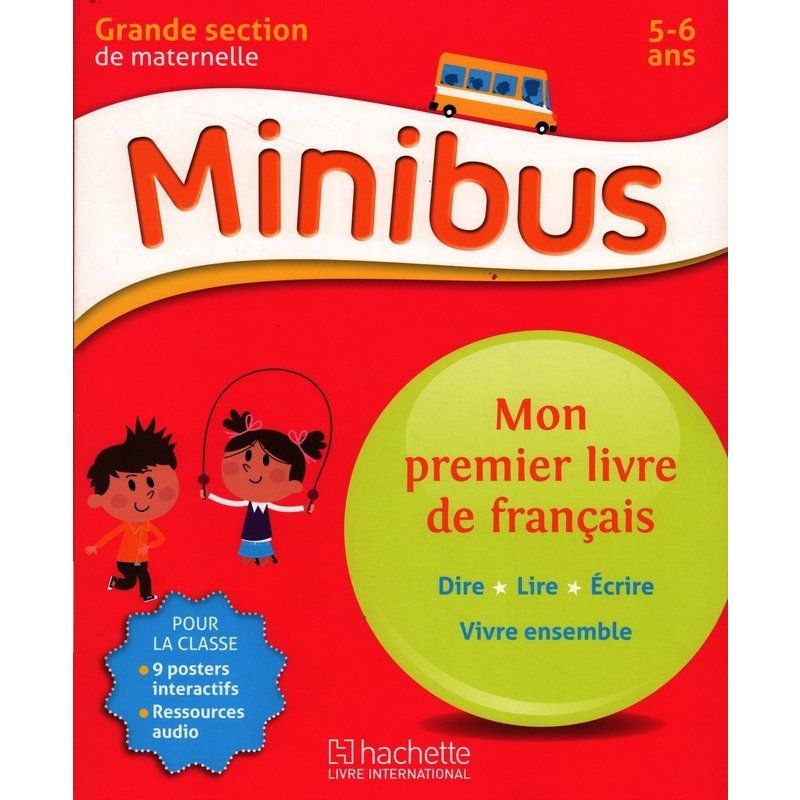 Grande section
de maternelle
5-6
ans
Minibus
Mon
premier livre
de français
Dire ★ Lire ★ Écrire
Vivre ensemble
POUR
LA CLASSE
• 9 posters
interactifs
• Ressources
audio
hachette
LIVRE INTERNATIONAL